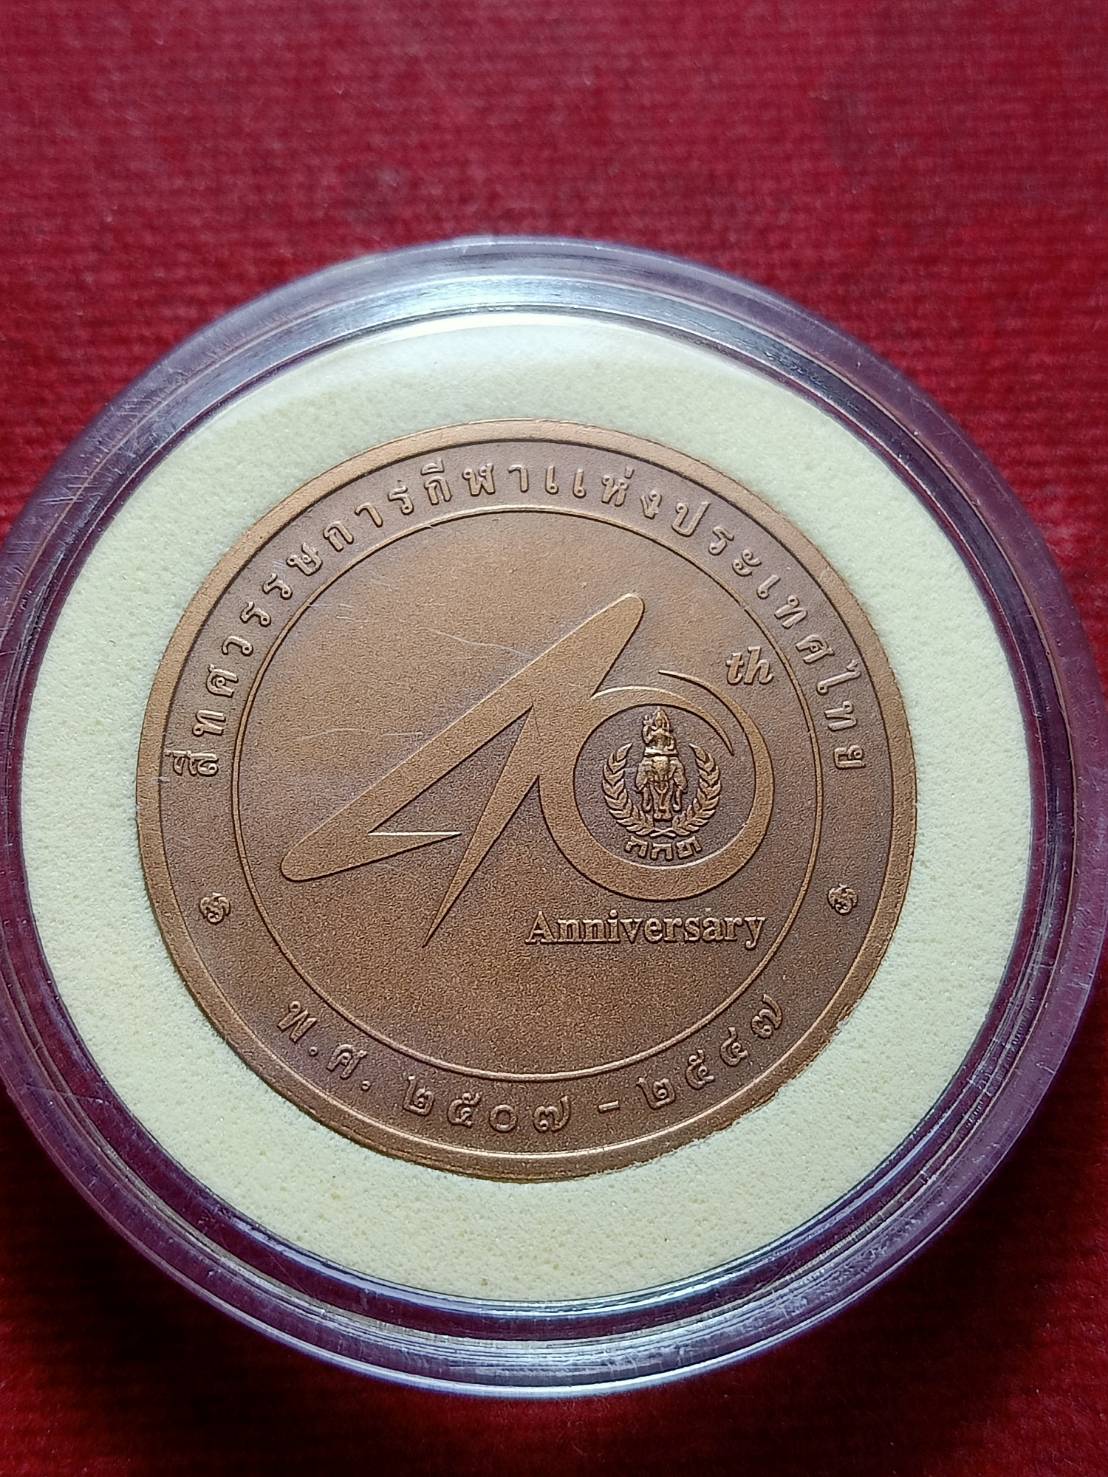 สี่ทศวรรษการกีฬาแห่งประเทศไทย
40th
กกท
Anniversary
พ.ศ. ๒๕๐๗ - ๒๕๔๗